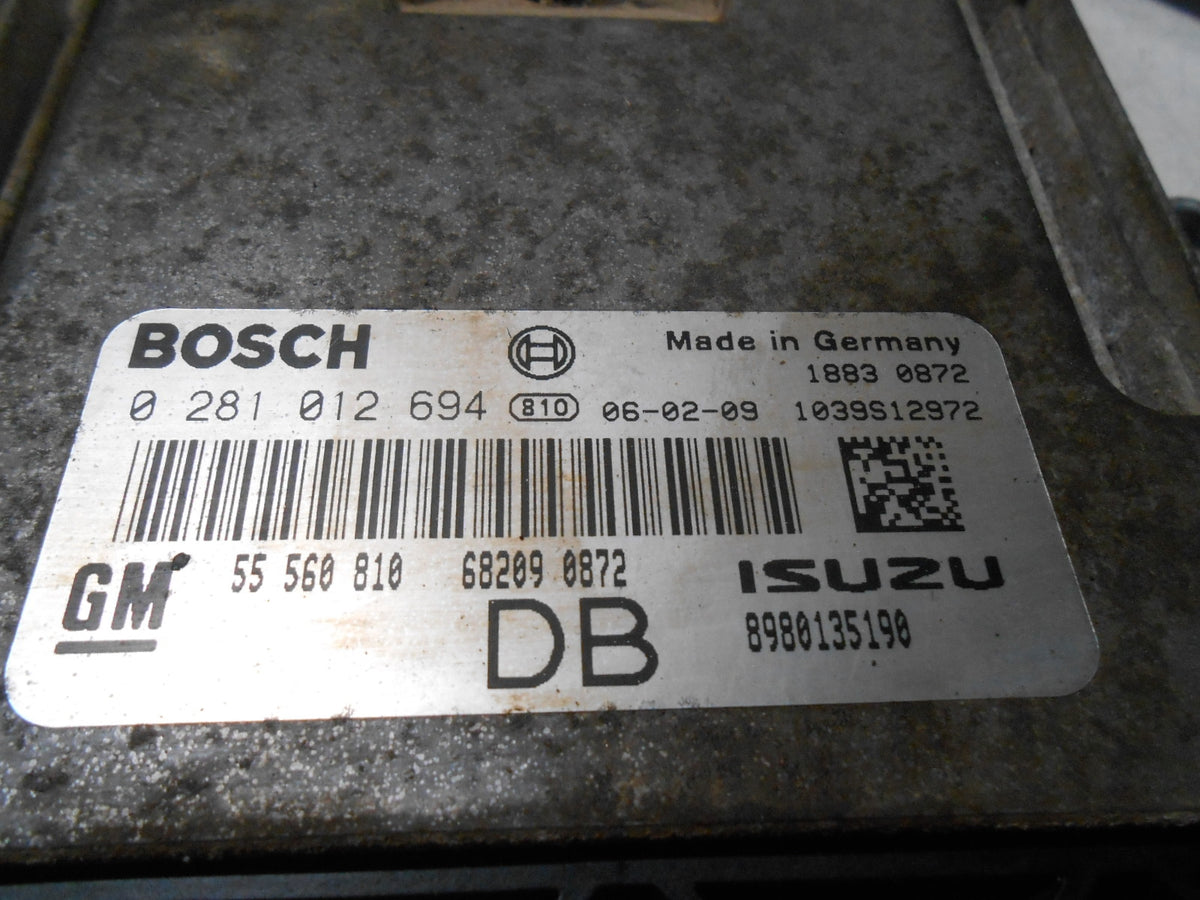 BOSCH Made in Germany
1883 0872
0 281 012 694 810 06-02-09 1039S12972
GM 55 560 810 68209 0872 ISUZU
DB 8980135190